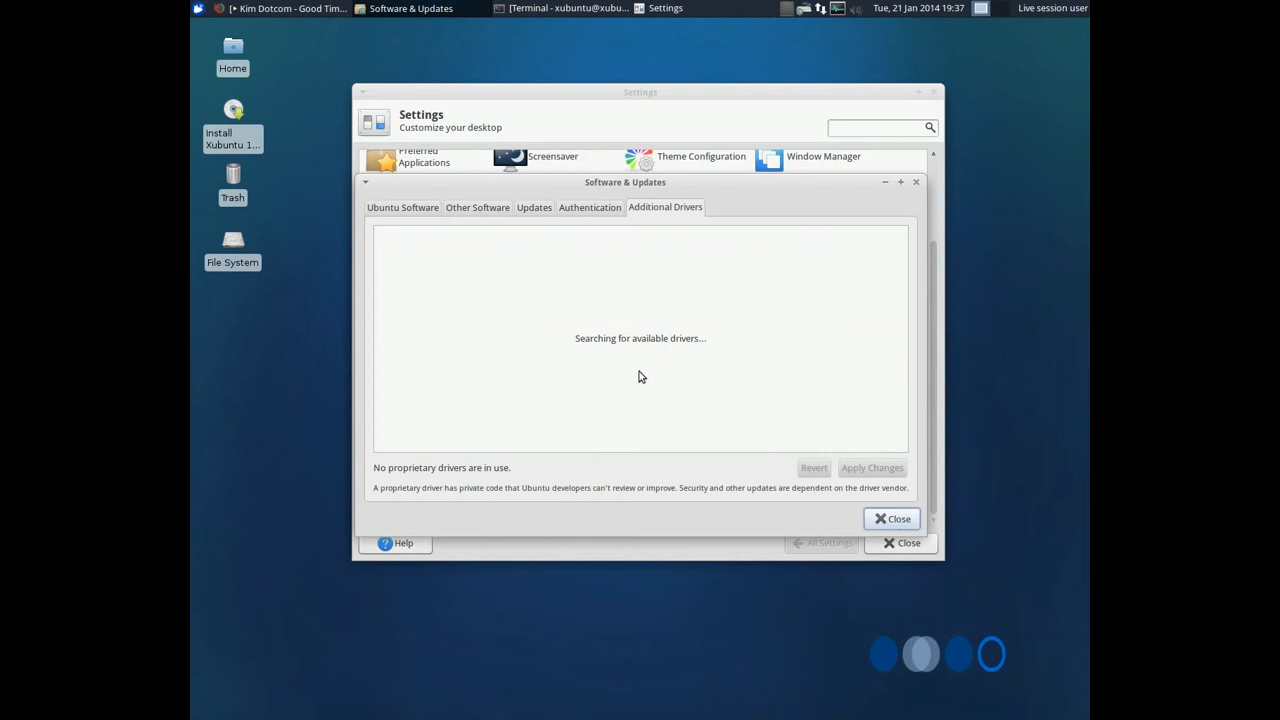 [▸ Kim Dotcom - Good Tim...
Software & Updates
[Terminal - xubuntu@xubu...
Settings
Tue, 21 Jan 2014 19:37
Live session user
Home
Install
Xubuntu 1...
Trash
File System
Settings
Settings
Customize your desktop
Preferred
Applications
Screensaver
Theme Configuration
Window Manager
Software & Updates
Ubuntu Software
Other Software
Updates
Authentication
Additional Drivers
Searching for available drivers...
No proprietary drivers are in use.
Revert
Apply Changes
A proprietary driver has private code that Ubuntu developers can't review or improve. Security and other updates are dependent on the driver vendor.
Close
Help
All Settings
Close